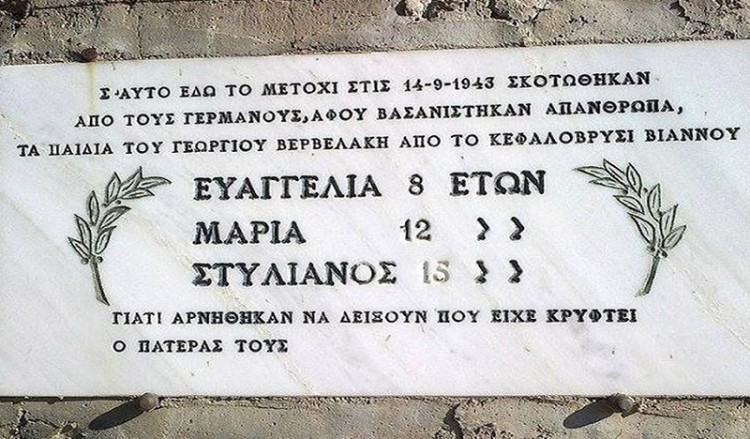 Σ'ΑΥΤΟ ΕΔΩ ΤΟ ΜΕΤΟΧΙ ΣΤΙΣ 14-9-1943 ΣΚΟΤΩΘΗΚΑΝ
ΑΠΟ ΤΟΥΣ ΓΕΡΜΑΝΟΥΣ,ΑΦΟΥ ΒΑΣΑΝΙΣΤΗΚΑΝ ΑΠΑΝΘΡΩΠΑ,
ΤΑ ΠΑΙΔΙΑ ΤΟΥ ΓΕΩΡΓΙΟΥ ΒΕΡΒΕΛΑΚΗ ΑΠΟ ΤΟ ΚΕΦΑΛΟΒΡΥΣΙ ΒΙΑΝΝΟΥ
ΕΥΑΓΓΕΛΙΑ 8 ΕΤΩΝ
ΜΑΡΙΑ 12 〉〉
ΣΤΥΛΙΑΝΟΣ 15 〉〉
ΓΙΑΤΙ ΑΡΝΗΘΗΚΑΝ ΝΑ ΔΕΙΞΟΥΝ ΠΟΥ ΕΙΧΕ ΚΡΥΦΤΕΙ
Ο ΠΑΤΕΡΑΣ ΤΟΥΣ